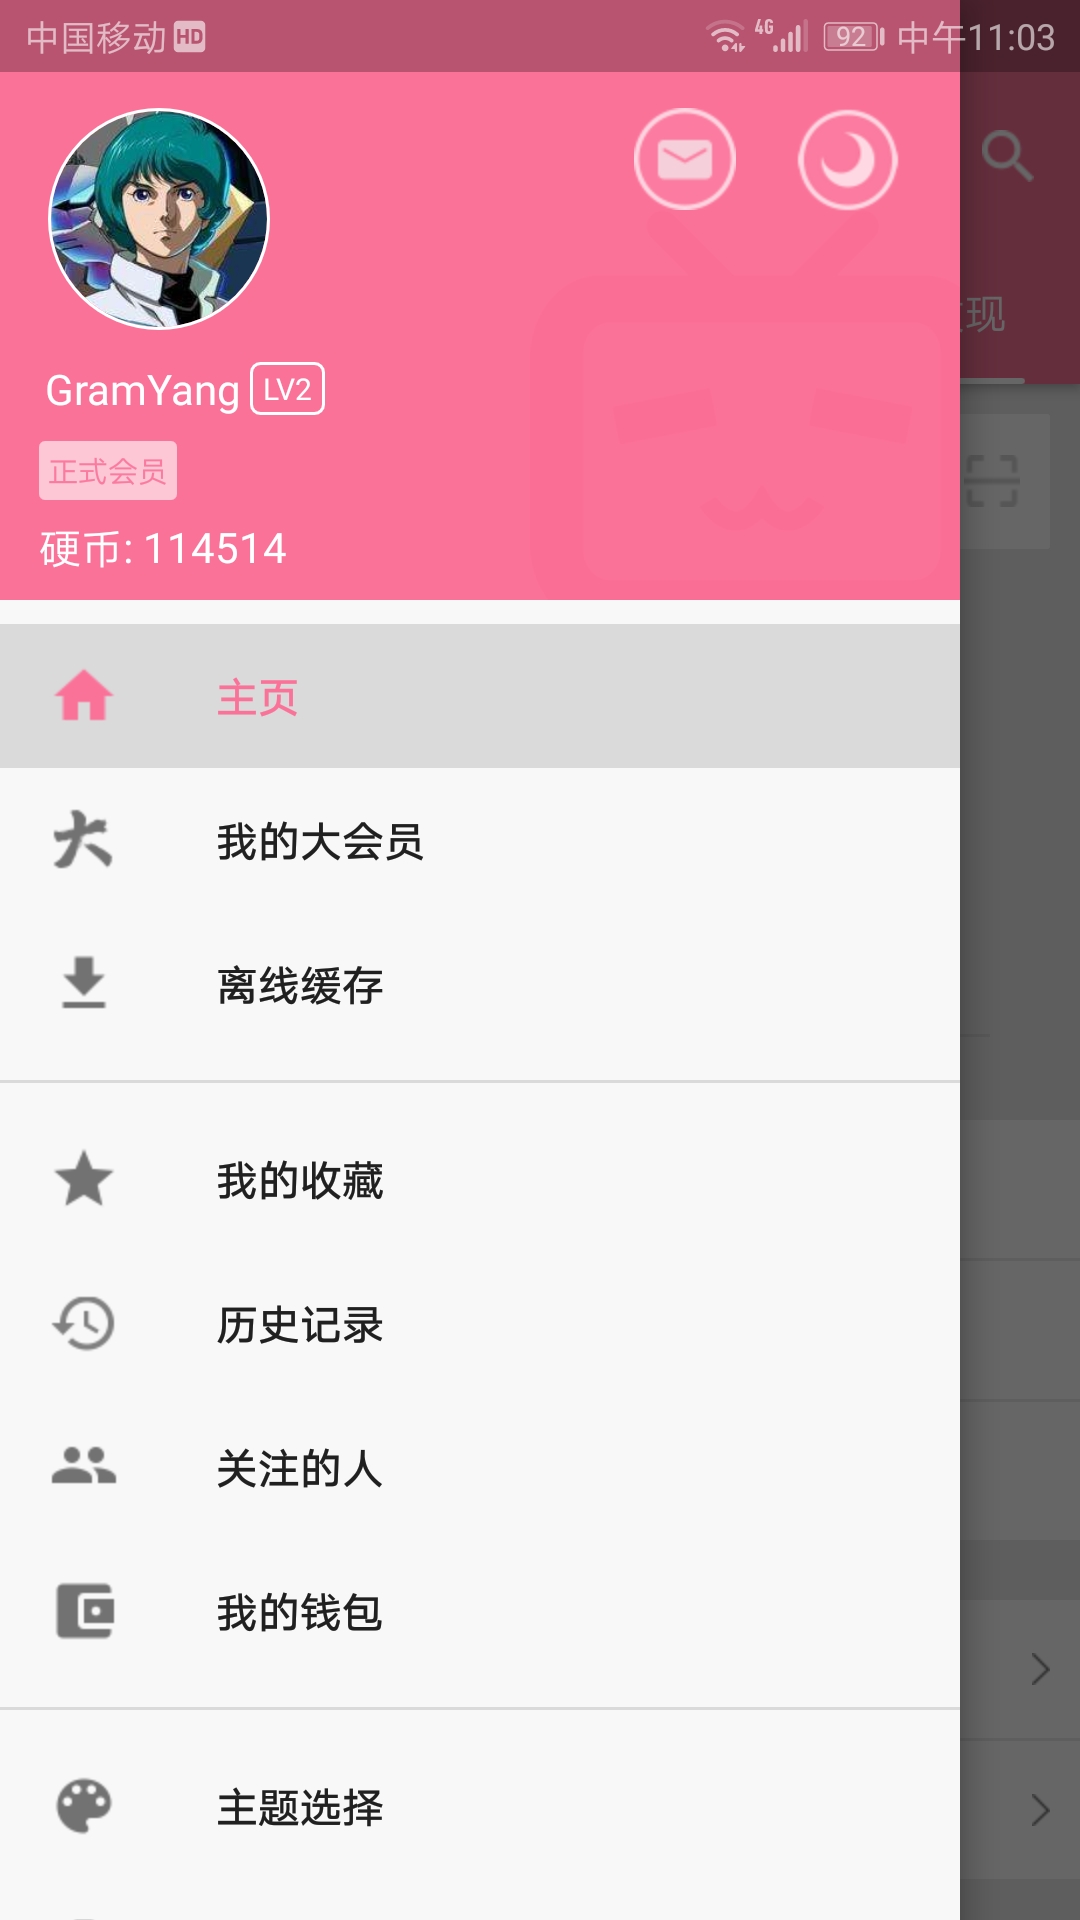 中国移动 HD 4G 92 中午11:03
GramYang LV2
正式会员
硬币: 114514
现
主页
我的大会员
离线缓存
我的收藏
历史记录
关注的人
我的钱包
主题选择